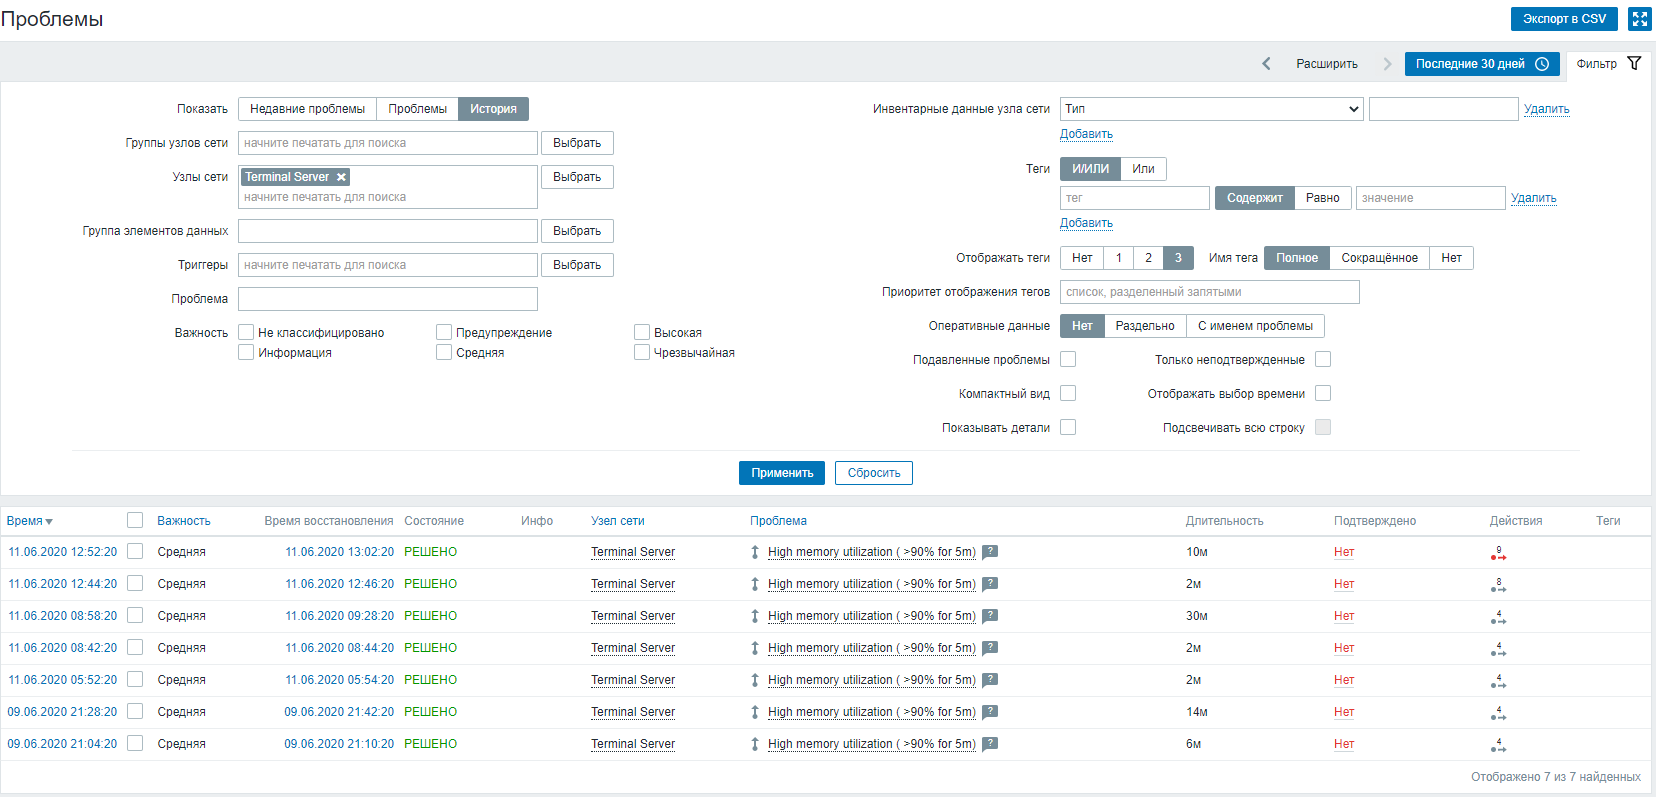 Проблемы
Экспорт в CSV
Расширить
Последние 30 дней
Фильтр
Показать Недавние проблемы Проблемы История
Группы узлов сети начните печатать для поиска Выбрать
Узлы сети Terminal Server Выбрать
начните печатать для поиска
Группа элементов данных Выбрать
Триггеры начните печатать для поиска Выбрать
Проблема
Важность Не классифицировано Предупреждение Высокая
Информация Средняя Чрезвычайная
Инвентарные данные узла сети Тип Удалить
Добавить
Теги И/ИЛИ Или
тег Содержит Равно значение Удалить
Добавить
Отображать теги Нет 1 2 3 Имя тега Полное Сокращённое Нет
Приоритет отображения тегов список, разделенный запятыми
Оперативные данные Нет Раздельно С именем проблемы
Подавленные проблемы Только неподтвержденные
Компактный вид Отображать выбор времени
Показывать детали Подсвечивать всю строку
Применить Сбросить
Время Важность Время восстановления Состояние Инфо Узел сети Проблема Длительность Подтверждено Действия Теги
11.06.2020 12:52:20 Средняя 11.06.2020 13:02:20 РЕШЕНО Terminal Server High memory utilization ( >90% for 5m) ? 10м Нет 9
11.06.2020 12:44:20 Средняя 11.06.2020 12:46:20 РЕШЕНО Terminal Server High memory utilization ( >90% for 5m) ? 2м Нет 8
11.06.2020 08:58:20 Средняя 11.06.2020 09:28:20 РЕШЕНО Terminal Server High memory utilization ( >90% for 5m) ? 30м Нет 4
11.06.2020 08:42:20 Средняя 11.06.2020 08:44:20 РЕШЕНО Terminal Server High memory utilization ( >90% for 5m) ? 2м Нет 4
11.06.2020 05:52:20 Средняя 11.06.2020 05:54:20 РЕШЕНО Terminal Server High memory utilization ( >90% for 5m) ? 2м Нет 4
09.06.2020 21:28:20 Средняя 09.06.2020 21:42:20 РЕШЕНО Terminal Server High memory utilization ( >90% for 5m) ? 14м Нет 4
09.06.2020 21:04:20 Средняя 09.06.2020 21:10:20 РЕШЕНО Terminal Server High memory utilization ( >90% for 5m) ? 6м Нет 4
Отображено 7 из 7 найденных